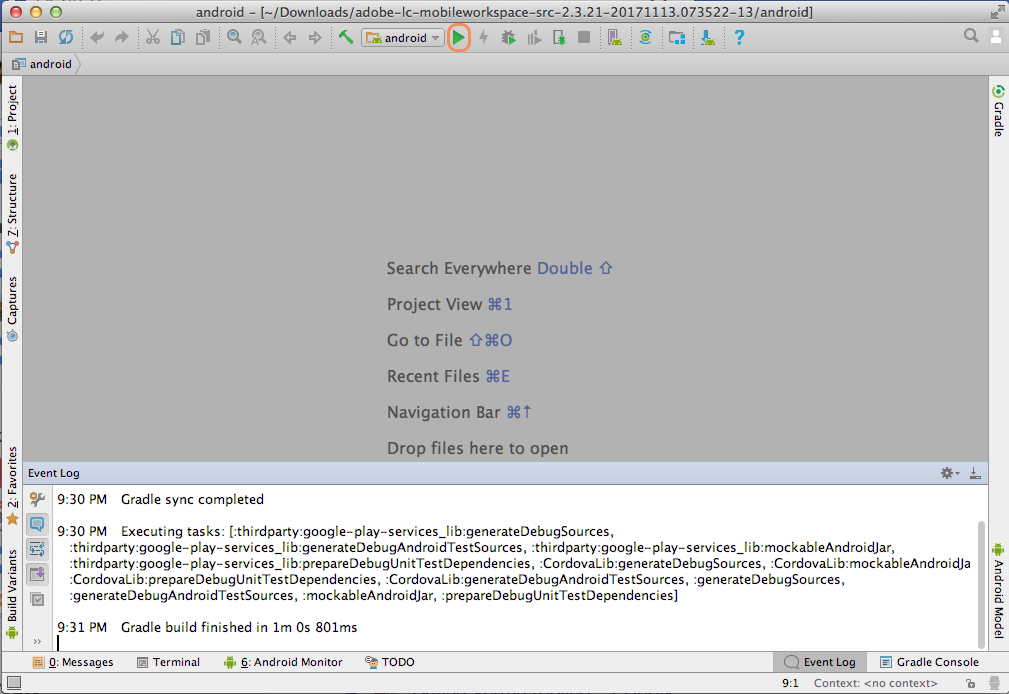 android – [~/Downloads/adobe-lc-mobileworkspace-src-2.3.21-20171113.073522-13/android]
android
?
android
1: Project
Z: Structure
Captures
2: Favorites
Build Variants
Gradle
Android Model
Search Everywhere Double ⇧
Project View ⌘1
Go to File ⇧⌘O
Recent Files ⌘E
Navigation Bar ⌘↑
Drop files here to open
Event Log
9:30 PM Gradle sync completed
9:30 PM Executing tasks: [:thirdparty:google-play-services_lib:generateDebugSources,
:thirdparty:google-play-services_lib:generateDebugAndroidTestSources, :thirdparty:google-play-services_lib:mockableAndroidJar,
:thirdparty:google-play-services_lib:prepareDebugUnitTestDependencies, :CordovaLib:generateDebugSources, :CordovaLib:mockableAndroidJa
:CordovaLib:prepareDebugUnitTestDependencies, :CordovaLib:generateDebugAndroidTestSources, :generateDebugSources,
:generateDebugAndroidTestSources, :mockableAndroidJar, :prepareDebugUnitTestDependencies]
9:31 PM Gradle build finished in 1m 0s 801ms
»
0: Messages Terminal 6: Android Monitor TODO Event Log Gradle Console
9:1 Context: <no context>